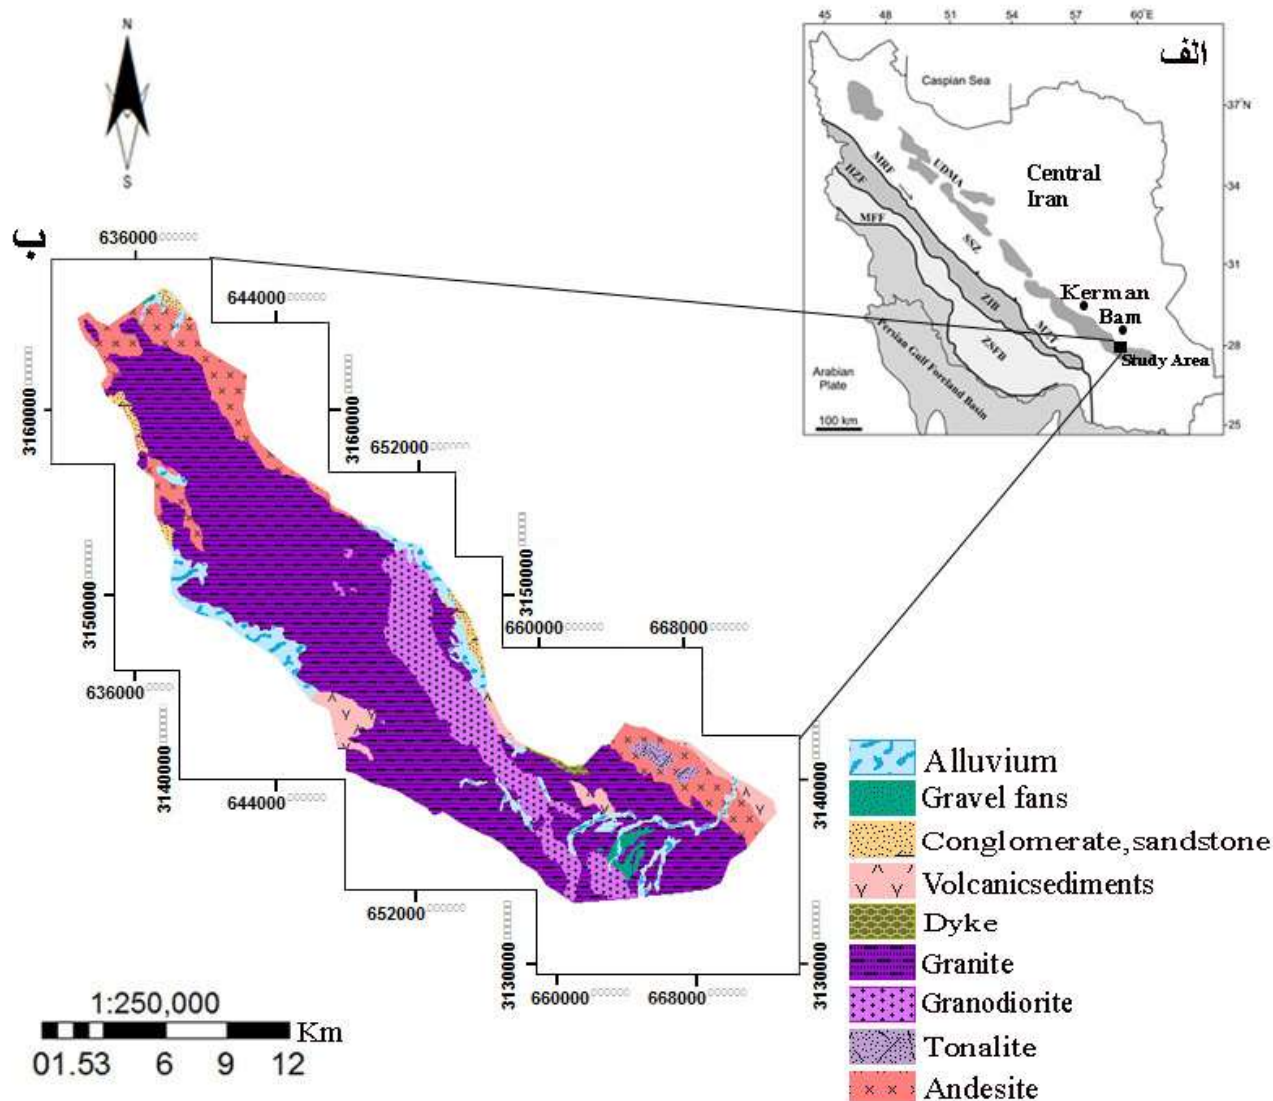 N
S
45 48 51 54 57 60°E
الف
Caspian Sea
37°N
Central
Iran
34
MRF
UDMA
HZF
MFF
SSZ
31
Kerman
Bam
ZIB
MZT
ZSFB
28
Study Area
Persian Gulf Forland Basin
Arabian
Plate
100 km
25
ب
636000
644000
3160000
3160000
652000
3150000
3150000
660000
668000
636000
3140000
644000
3140000
652000
3130000
3130000
660000
668000
Alluvium
Gravel fans
Conglomerate,sandstone
Volcanicsediments
Dyke
Granite
Granodiorite
Tonalite
Andesite
1:250,000
Km
01.53 6 9 12